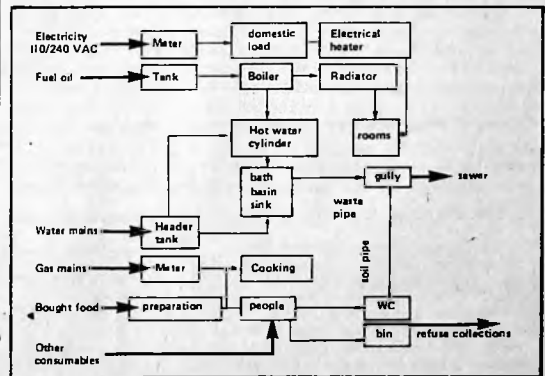 Electricity
110/240 VAC
Meter
domestic
load
Electrical
heater
Fuel oil
Tank
Boiler
Radiator
Hot water
cylinder
rooms
bath
basin
sink
gully
sewer
waste
pipe
Water mains
Header
tank
soil pipe
Gas mains
Meter
Cooking
Bought food
preparation
people
WC
bin
refuse collections
Other
consumables